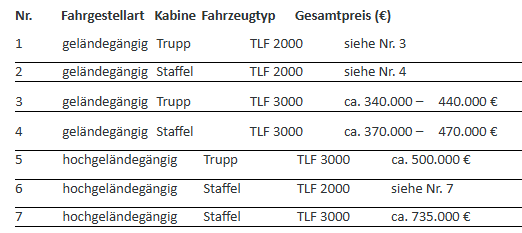 Nr. Fahrgestellart Kabine Fahrzeugtyp Gesamtpreis (€)
1 geländegängig Trupp TLF 2000 siehe Nr. 3
2 geländegängig Staffel TLF 2000 siehe Nr. 4
3 geländegängig Trupp TLF 3000 ca. 340.000 – 440.000 €
4 geländegängig Staffel TLF 3000 ca. 370.000 – 470.000 €
5 hochgeländegängig Trupp TLF 3000 ca. 500.000 €
6 hochgeländegängig Staffel TLF 2000 siehe Nr. 7
7 hochgeländegängig Staffel TLF 3000 ca. 735.000 €